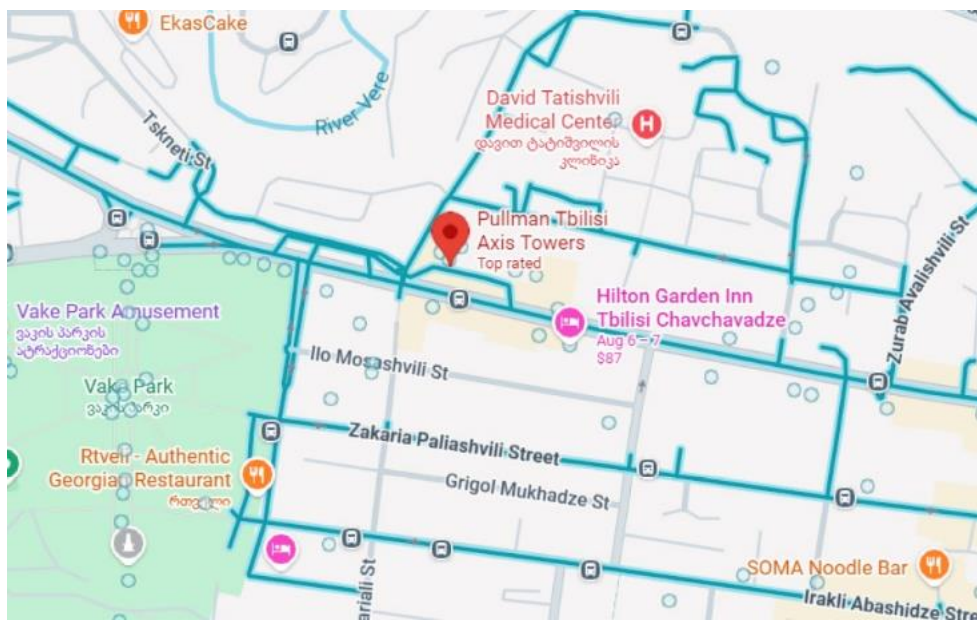 EkasCake
River Vere
Tskneti St
David Tatishvili
Medical Center
დავით ტატიშვილის
კლინიკა
H
Pullman Tbilisi
Axis Towers
Top rated
Zurab Avalishvili St
Vake Park Amusement
ვაკის პარკის
ატრაქციონები
Hilton Garden Inn
Tbilisi Chavchavadze
Aug 6 – 7
$87
Ilo Mosashvili St
Vake Park
ვაკის პარკი
Zakaria Paliashvili Street
Rtveli - Authentic
Georgian Restaurant
რთველი
Grigol Mukhadze St
SOMA Noodle Bar
ariali St
Irakli Abashidze Stre